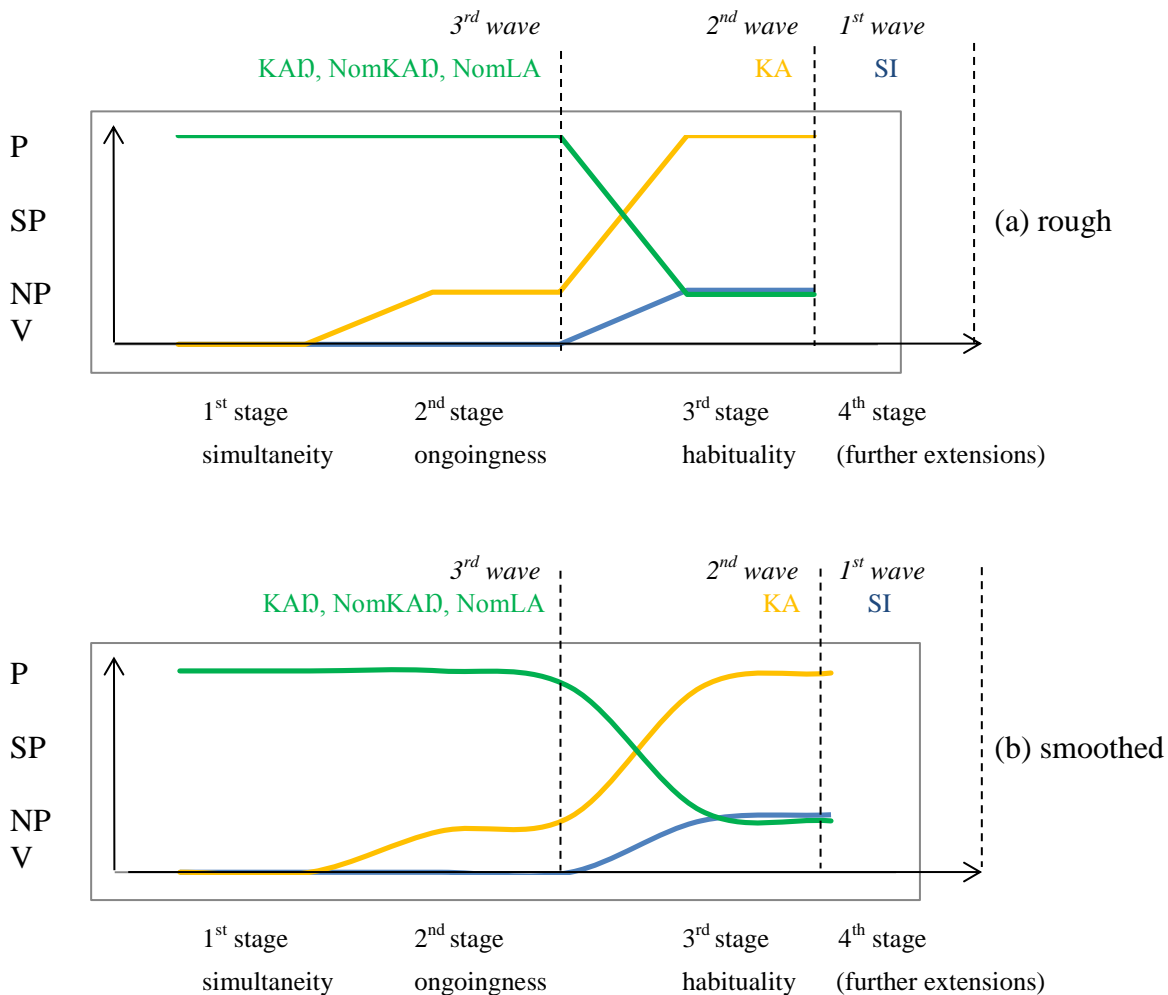 3rd wave 2nd wave 1st wave
KAŊ, NomKAŊ, NomLA KA SI
P
SP
(a) rough
NP
V
1st stage 2nd stage 3rd stage 4th stage
simultaneity ongoingness habituality (further extensions)
3rd wave 2nd wave 1st wave
KAŊ, NomKAŊ, NomLA KA SI
P
SP
(b) smoothed
NP
V
1st stage 2nd stage 3rd stage 4th stage
simultaneity ongoingness habituality (further extensions)